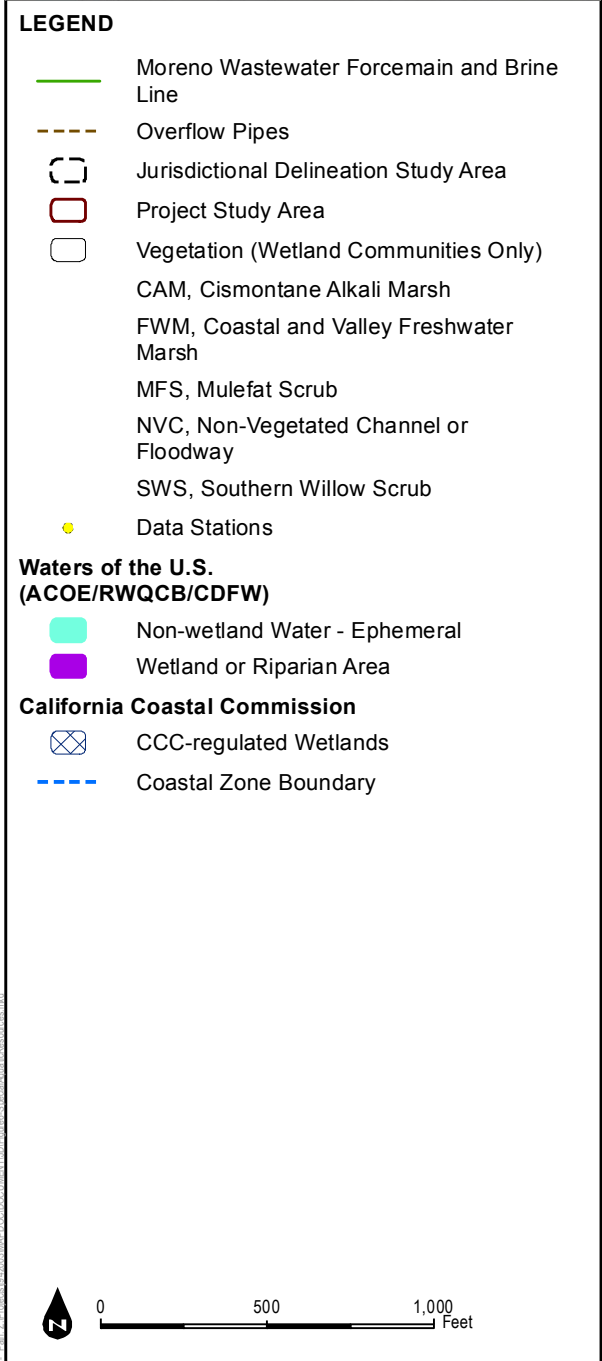 LEGEND
Moreno Wastewater Forcemain and Brine
Line
Overflow Pipes
Jurisdictional Delineation Study Area
Project Study Area
Vegetation (Wetland Communities Only)
CAM, Cismontane Alkali Marsh
FWM, Coastal and Valley Freshwater
Marsh
MFS, Mulefat Scrub
NVC, Non-Vegetated Channel or
Floodway
SWS, Southern Willow Scrub
Data Stations
Waters of the U.S.
(ACOE/RWQCB/CDFW)
Non-wetland Water - Ephemeral
Wetland or Riparian Area
California Coastal Commission
CCC-regulated Wetlands
Coastal Zone Boundary
N
0 500 1,000
Feet